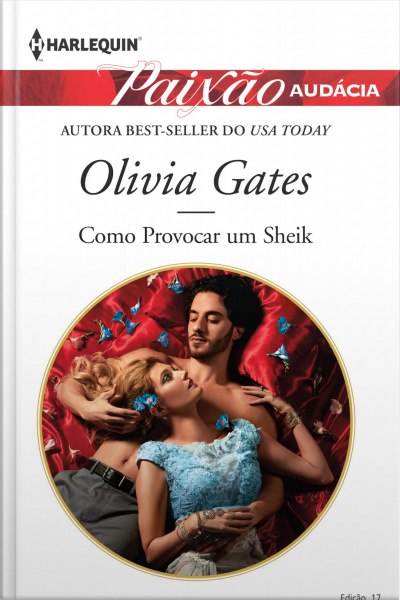 HARLEQUIN®
Paixão AUDÁCIA
AUTORA BEST-SELLER DO USA TODAY
Olivia Gates
Como Provocar um Sheik
Edição 17